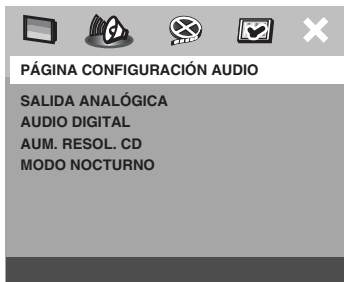 PÁGINA CONFIGURACIÓN AUDIO
SALIDA ANALÓGICA
AUDIO DIGITAL
AUM. RESOL. CD
MODO NOCTURNO